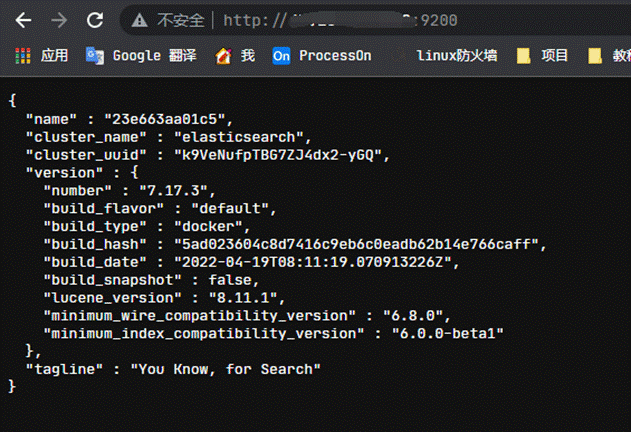 不安全 | http:// :9200
应用 Google 翻译 我 On ProcessOn linux防火墙 项目 教程
{
"name" : "23e663aa01c5",
"cluster_name" : "elasticsearch",
"cluster_uuid" : "k9VeNufpTBG7ZJ4dx2-yGQ",
"version" : {
"number" : "7.17.3",
"build_flavor" : "default",
"build_type" : "docker",
"build_hash" : "5ad023604c8d7416c9eb6c0eadb62b14e766caff",
"build_date" : "2022-04-19T08:11:19.070913226Z",
"build_snapshot" : false,
"lucene_version" : "8.11.1",
"minimum_wire_compatibility_version" : "6.8.0",
"minimum_index_compatibility_version" : "6.0.0-beta1"
},
"tagline" : "You Know, for Search"
}